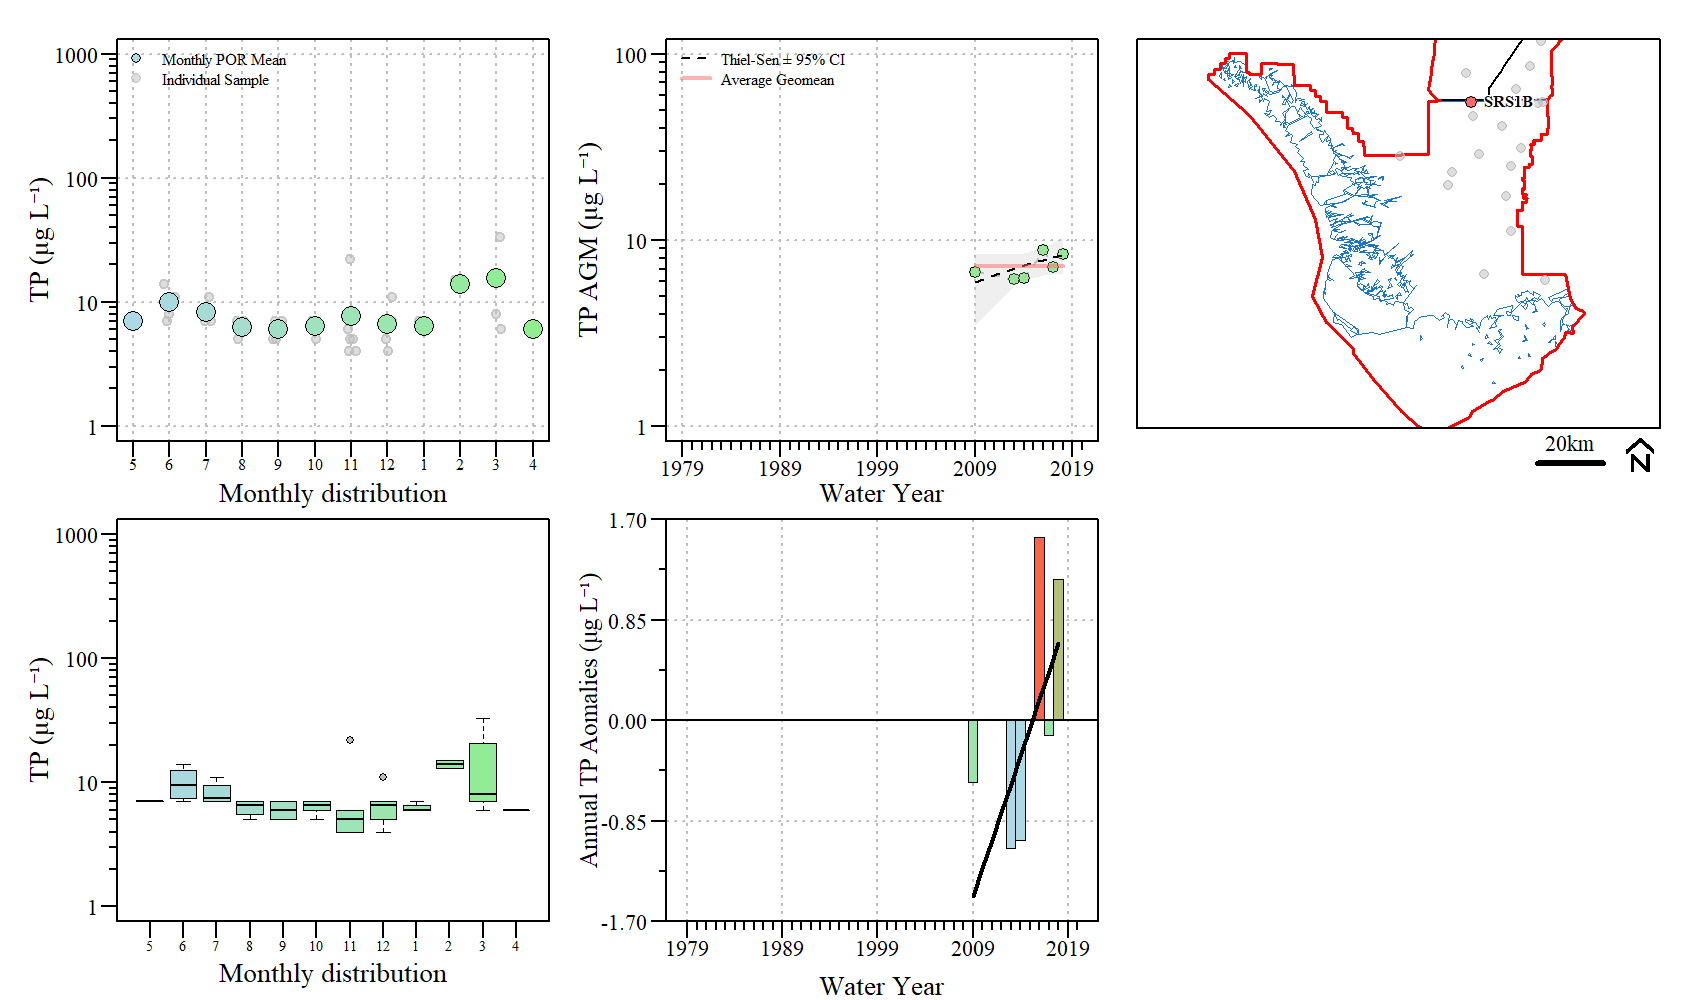 1000
100
10
1
TP (µg L⁻¹)
Monthly POR Mean
Individual Sample
5 6 7 8 9 10 11 12 1 2 3 4
Monthly distribution
100
10
1
TP AGM (µg L⁻¹)
Thiel-Sen ± 95% CI
Average Geomean
1979 1989 1999 2009 2019
Water Year
SRS1B
20km
N
1000
100
10
1
TP (µg L⁻¹)
5 6 7 8 9 10 11 12 1 2 3 4
Monthly distribution
1.70
0.85
0.00
-0.85
-1.70
Annual TP Aomalies (µg L⁻¹)
1979 1989 1999 2009 2019
Water Year